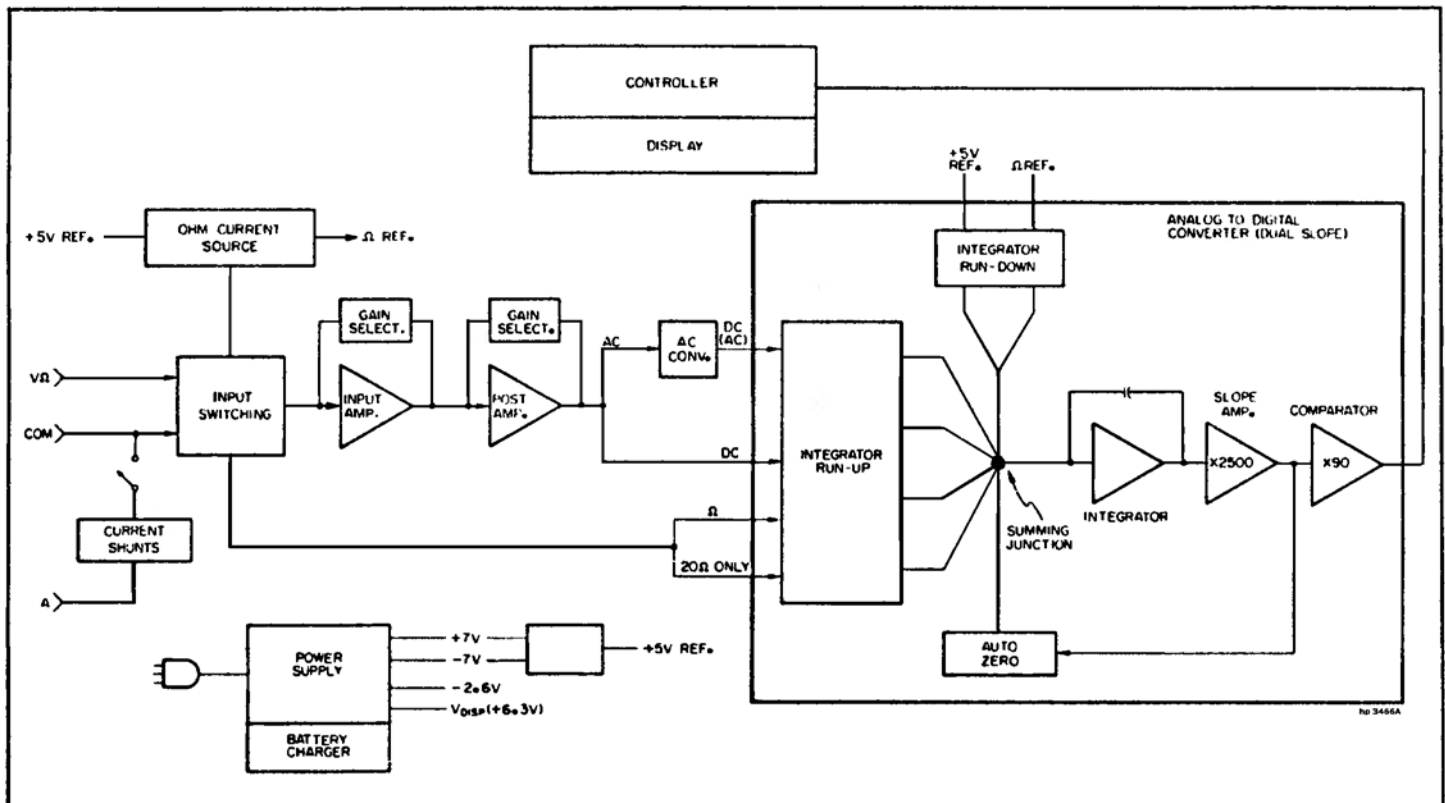 CONTROLLER
DISPLAY
+5V
REF.
Ω REF.
ANALOG TO DIGITAL
CONVERTER (DUAL SLOPE)
INTEGRATOR
RUN-DOWN
+5V REF.
OHM CURRENT
SOURCE
Ω REF.
GAIN
SELECT.
GAIN
SELECT.
AC
AC
CONV.
DC
(AC)
VΩ
COM
INPUT
SWITCHING
INPUT
AMP.
POST
AMP.
DC
INTEGRATOR
RUN-UP
SLOPE
AMP.
COMPARATOR
X2500
X90
INTEGRATOR
SUMMING
JUNCTION
Ω
20Ω ONLY
CURRENT
SHUNTS
A
AUTO
ZERO
POWER
SUPPLY
+7V
-7V
-2.6V
VDISP(+6.3V)
+5V REF.
BATTERY
CHARGER
hp 3466A